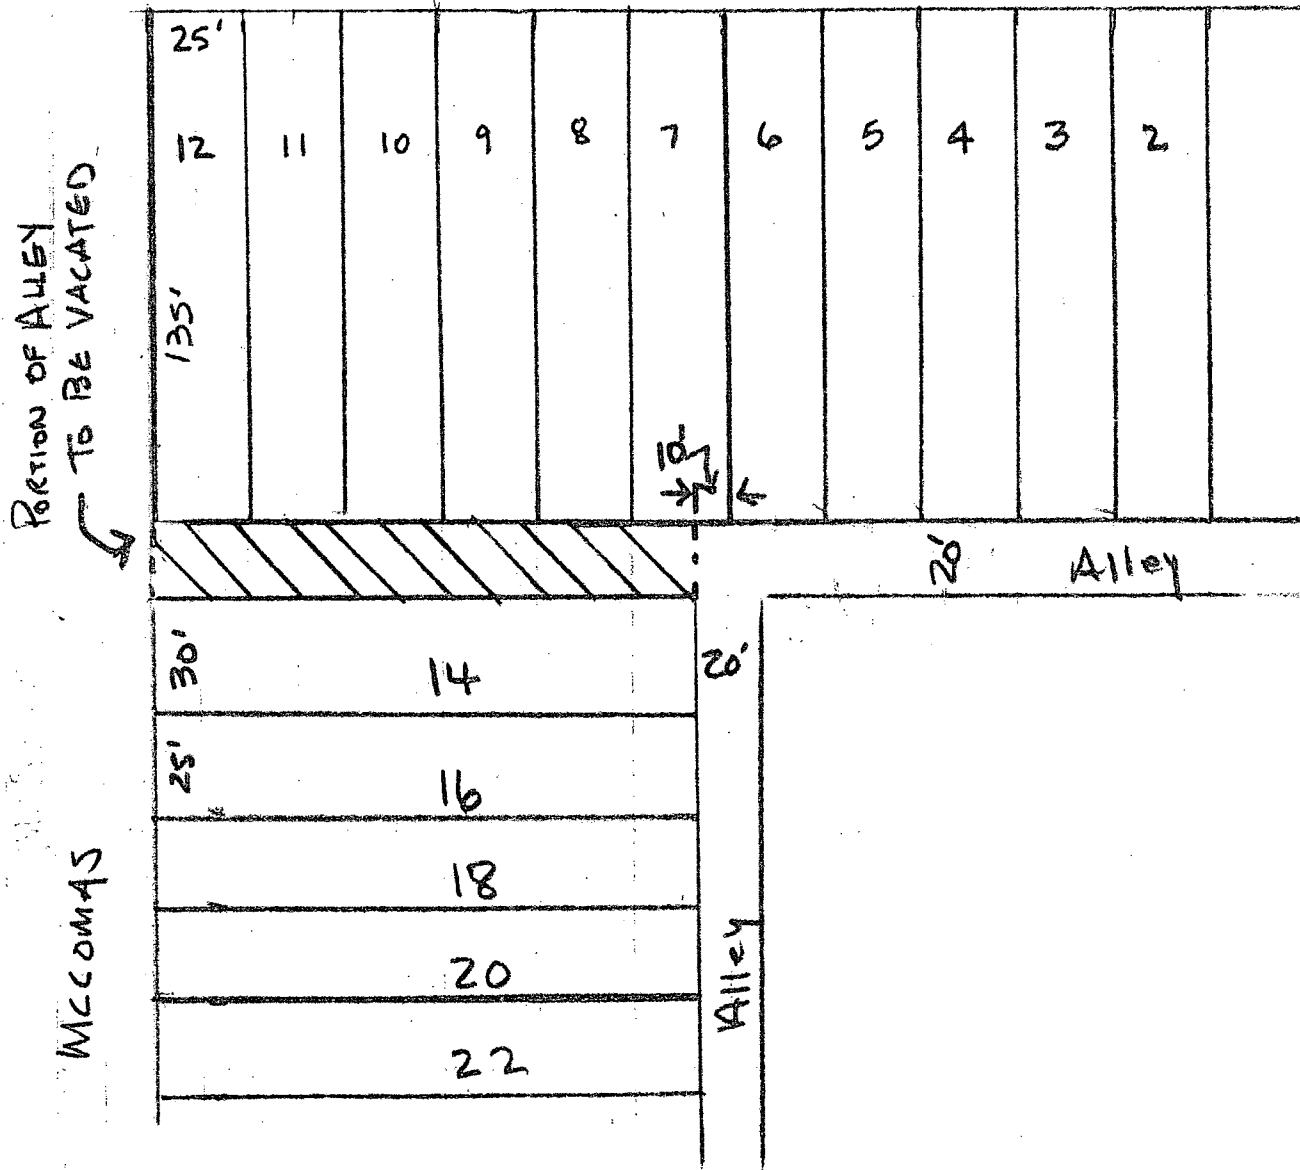 25'
12 11 10 9 8 7 6 5 4 3 2
PORTION OF ALLEY
TO BE VACATED
135'
10'
20' Alley
30' 14 20'
25' 16
18
20
22
Alley
MCCOMAS